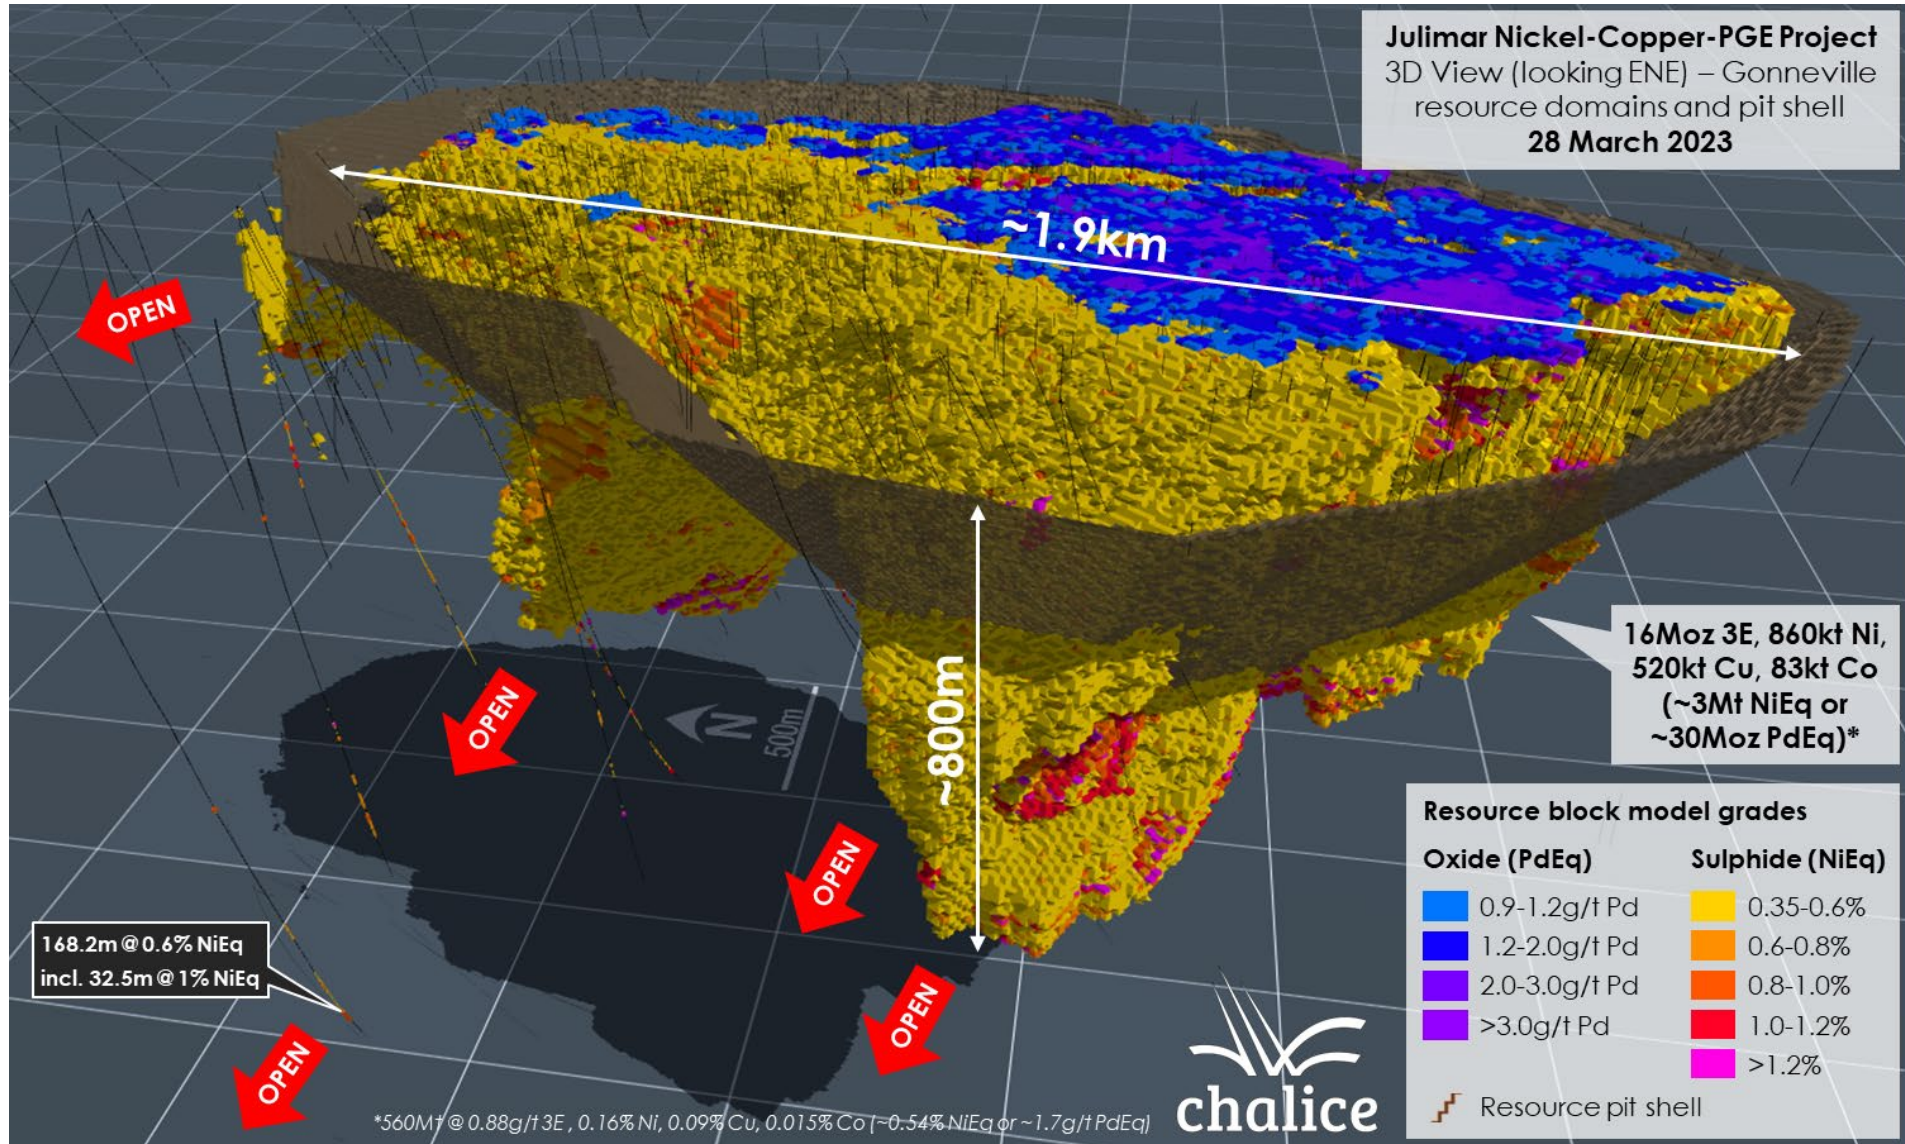 Julimar Nickel-Copper-PGE Project
3D View (looking ENE) – Gonneville
resource domains and pit shell
28 March 2023
~1.9km
OPEN
~800m
16Moz 3E, 860kt Ni,
520kt Cu, 83kt Co
(~3Mt NiEq or
~30Moz PdEq)*
OPEN
N
500m
OPEN
168.2m @ 0.6% NiEq
incl. 32.5m @ 1% NiEq
OPEN
OPEN
Resource block model grades
Oxide (PdEq)
0.9-1.2g/t Pd
1.2-2.0g/t Pd
2.0-3.0g/t Pd
>3.0g/t Pd
Sulphide (NiEq)
0.35-0.6%
0.6-0.8%
0.8-1.0%
1.0-1.2%
>1.2%
Resource pit shell
chalice
*560Mt @ 0.88g/t 3E , 0.16% Ni, 0.09% Cu, 0.015% Co (~0.54% NiEq or ~1.7g/t PdEq)